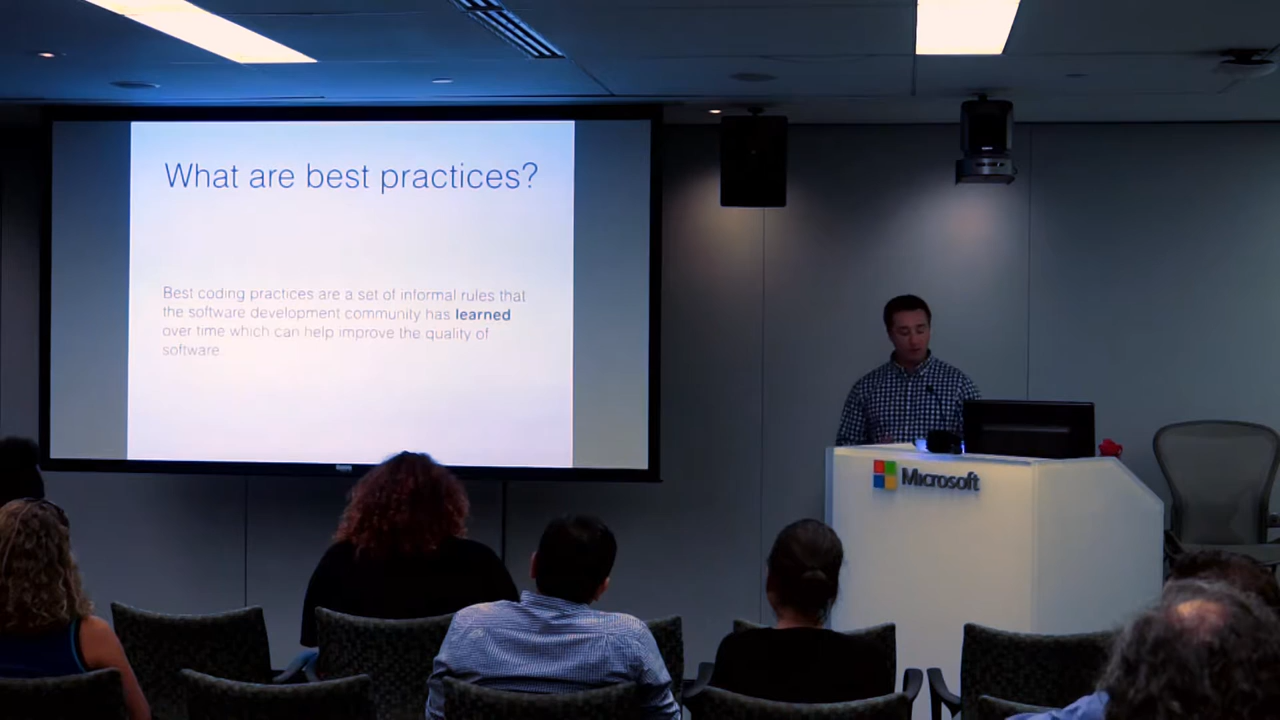 What are best practices?
Best coding practices are a set of informal rules that
the software development community has learned
over time which can help improve the quality of
software
Microsoft